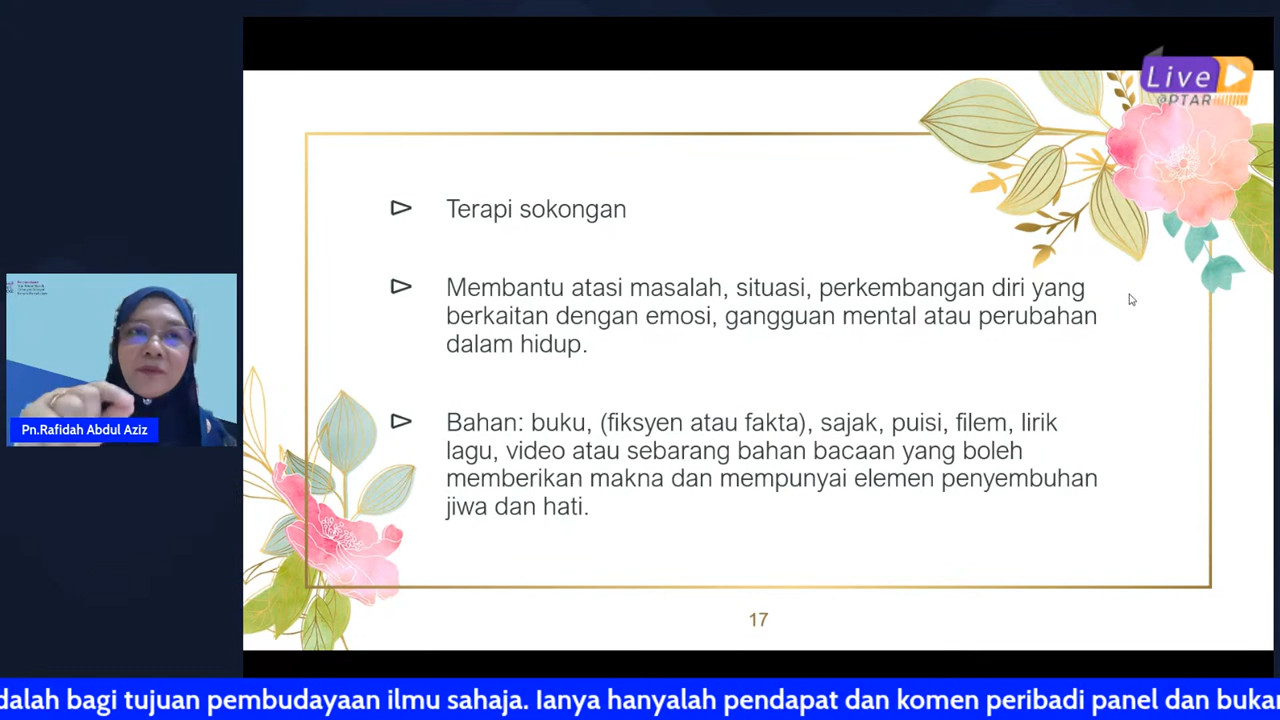 Live
@PTAR
Terapi sokongan
Membantu atasi masalah, situasi, perkembangan diri yang
berkaitan dengan emosi, gangguan mental atau perubahan
dalam hidup.
Bahan: buku, (fiksyen atau fakta), sajak, puisi, filem, lirik
lagu, video atau sebarang bahan bacaan yang boleh
memberikan makna dan mempunyai elemen penyembuhan
jiwa dan hati.
17
Pn.Rafidah Abdul Aziz
dalah bagi tujuan pembudayaan ilmu sahaja. Ianya hanyalah pendapat dan komen peribadi panel dan buka